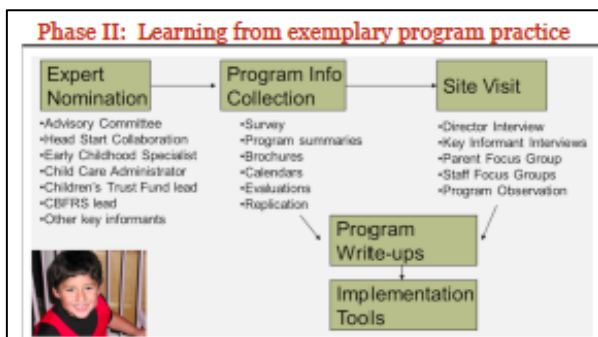 Phase II: Learning from exemplary program practice
Expert
Nomination
•Advisory Committee
•Head Start Collaboration
•Early Childhood Specialist
•Child Care Administrator
•Children's Trust Fund lead
•CBFRS lead
•Other key informants
Program Info
Collection
•Survey
•Program summaries
•Brochures
•Calendars
•Evaluations
•Replication
Site Visit
•Director Interview
•Key Informant Interviews
•Parent Focus Group
•Staff Focus Groups
•Program Observation
Program
Write-ups
Implementation
Tools